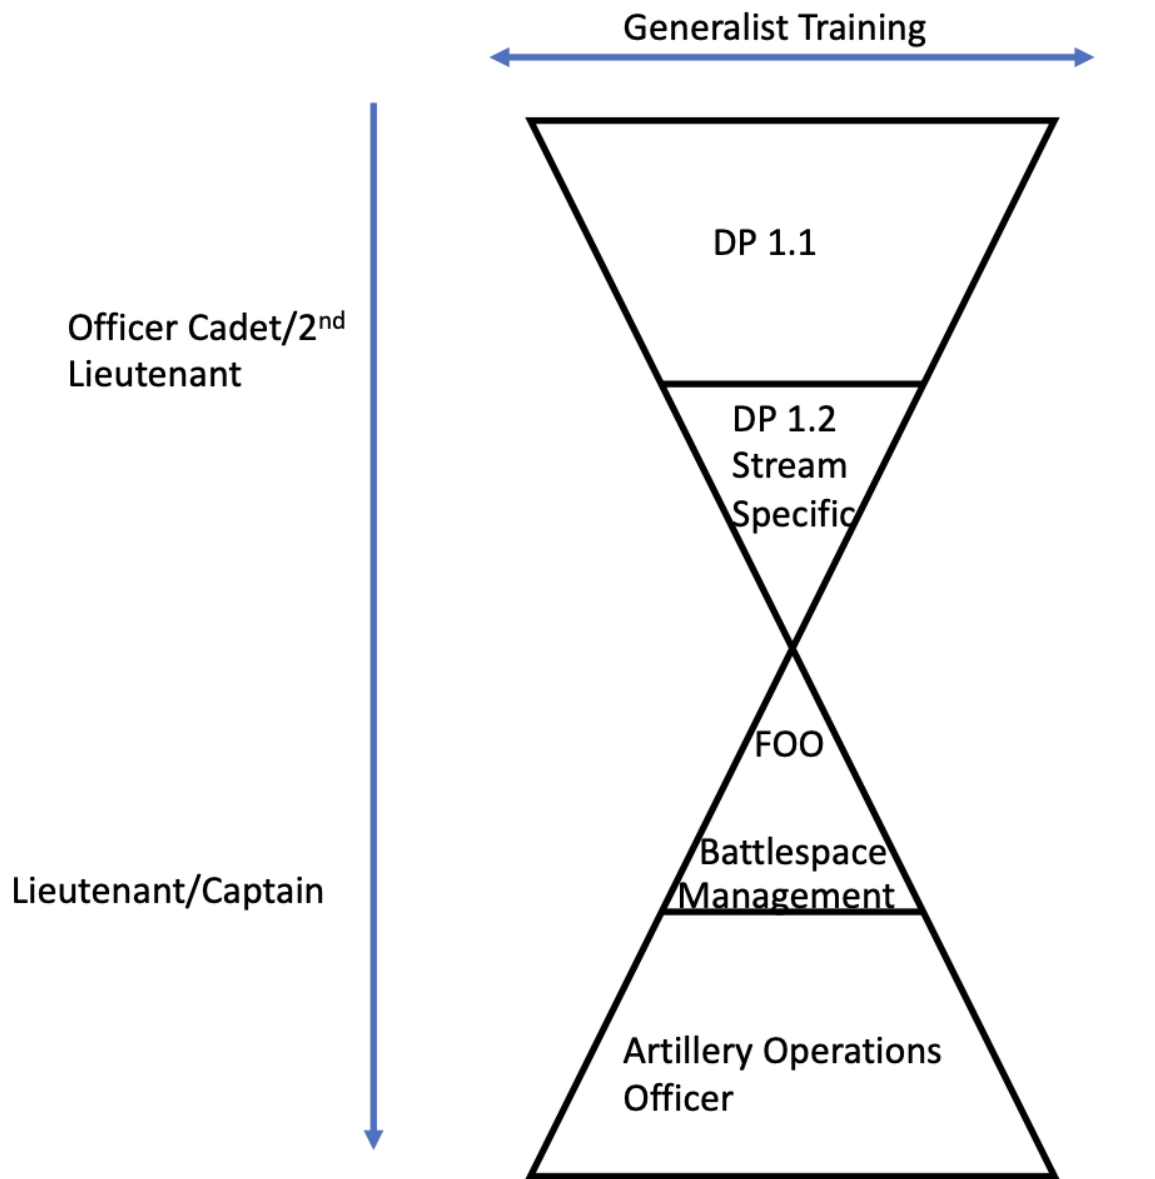 Generalist Training
DP 1.1
Officer Cadet/2nd
Lieutenant
DP 1.2
Stream
Specific
FOO
Battlespace
Management
Lieutenant/Captain
Artillery Operations
Officer